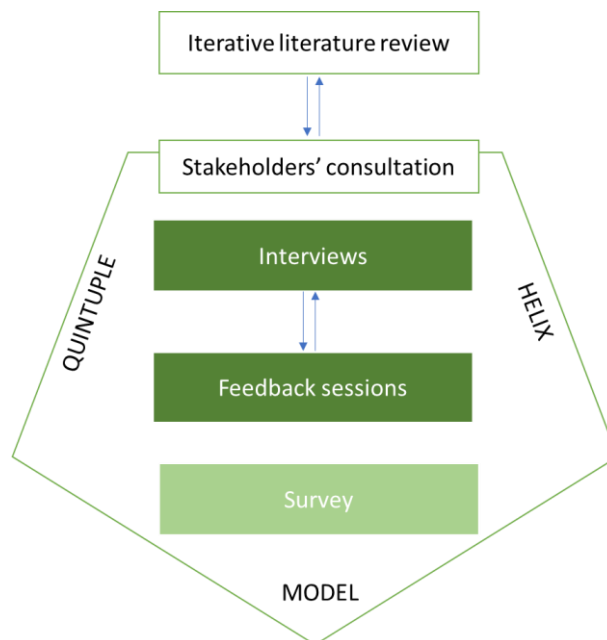 Iterative literature review
Stakeholders’ consultation
Interviews
QUINTUPLE
HELIX
Feedback sessions
Survey
MODEL